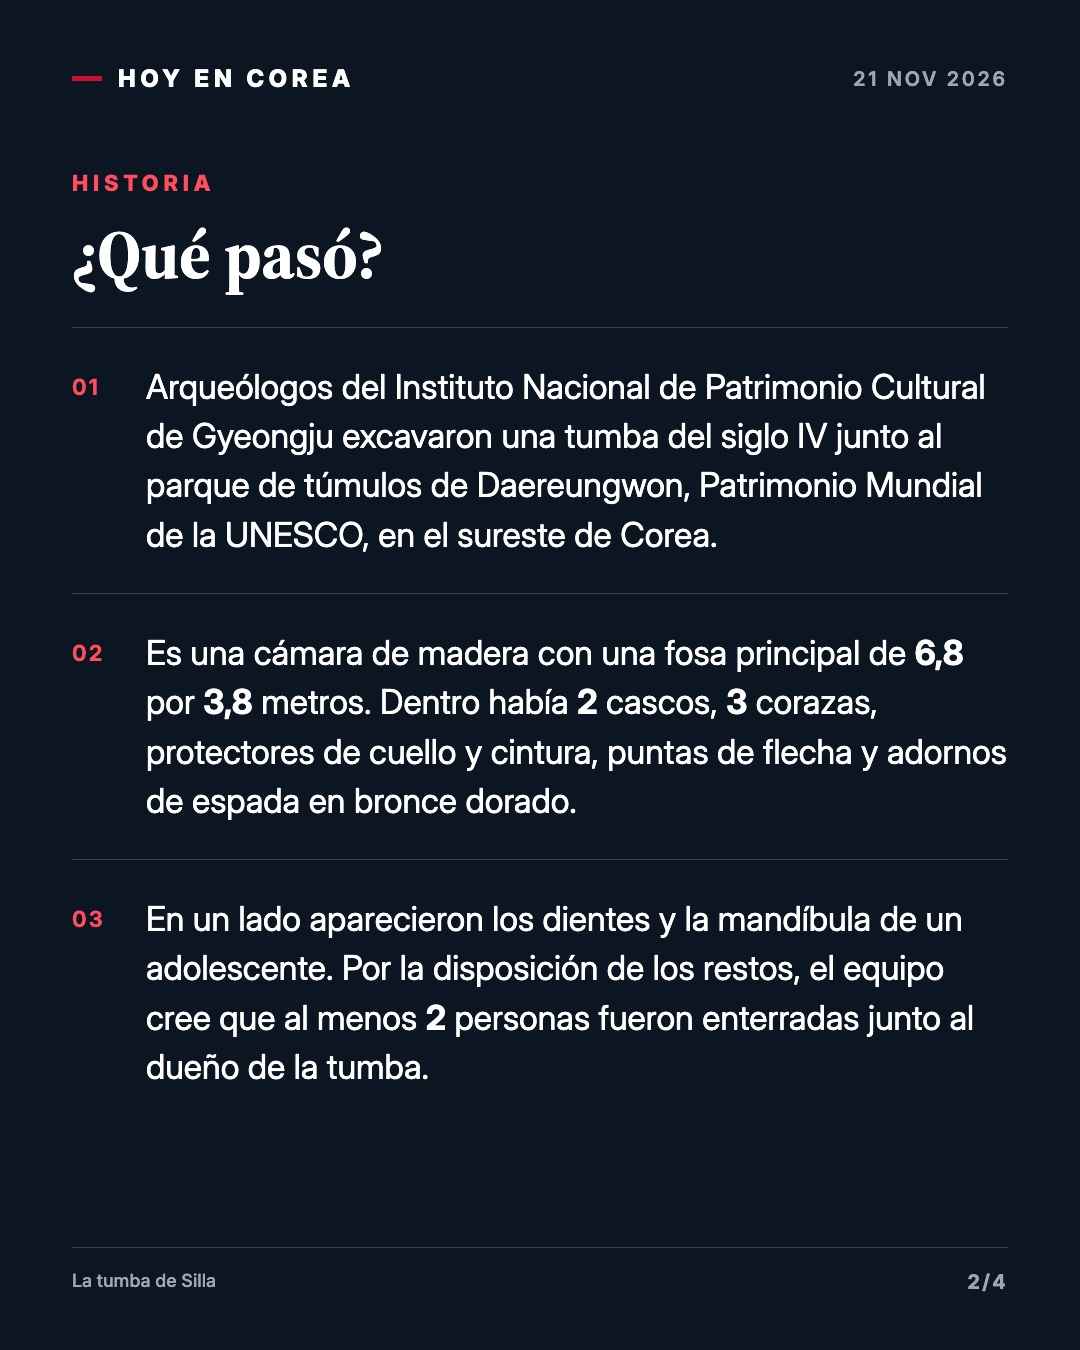 HOY EN COREA
21 NOV 2026
HISTORIA
¿Qué pasó?
01
Arqueólogos del Instituto Nacional de Patrimonio Cultural
de Gyeongju excavaron una tumba del siglo IV junto al
parque de túmulos de Daereungwon, Patrimonio Mundial
de la UNESCO, en el sureste de Corea.
02
Es una cámara de madera con una fosa principal de 6,8
por 3,8 metros. Dentro había 2 cascos, 3 corazas,
protectores de cuello y cintura, puntas de flecha y adornos
de espada en bronce dorado.
03
En un lado aparecieron los dientes y la mandíbula de un
adolescente. Por la disposición de los restos, el equipo
cree que al menos 2 personas fueron enterradas junto al
dueño de la tumba.
La tumba de Silla
2/4